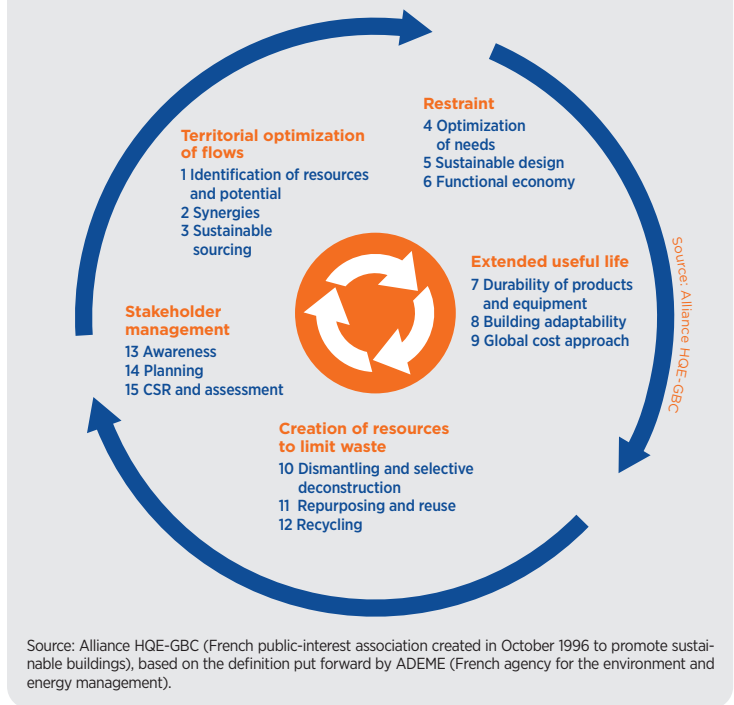 Territorial optimization
of flows
1 Identification of resources
and potential
2 Synergies
3 Sustainable
sourcing
Restraint
4 Optimization
of needs
5 Sustainable design
6 Functional economy
Extended useful life
7 Durability of products
and equipment
8 Building adaptability
9 Global cost approach
Creation of resources
to limit waste
10 Dismantling and selective
deconstruction
11 Repurposing and reuse
12 Recycling
Stakeholder
management
13 Awareness
14 Planning
15 CSR and assessment
Source: Alliance HQE-GBC
Source: Alliance HQE-GBC (French public-interest association created in October 1996 to promote sustai-
nable buildings), based on the definition put forward by ADEME (French agency for the environment and
energy management).